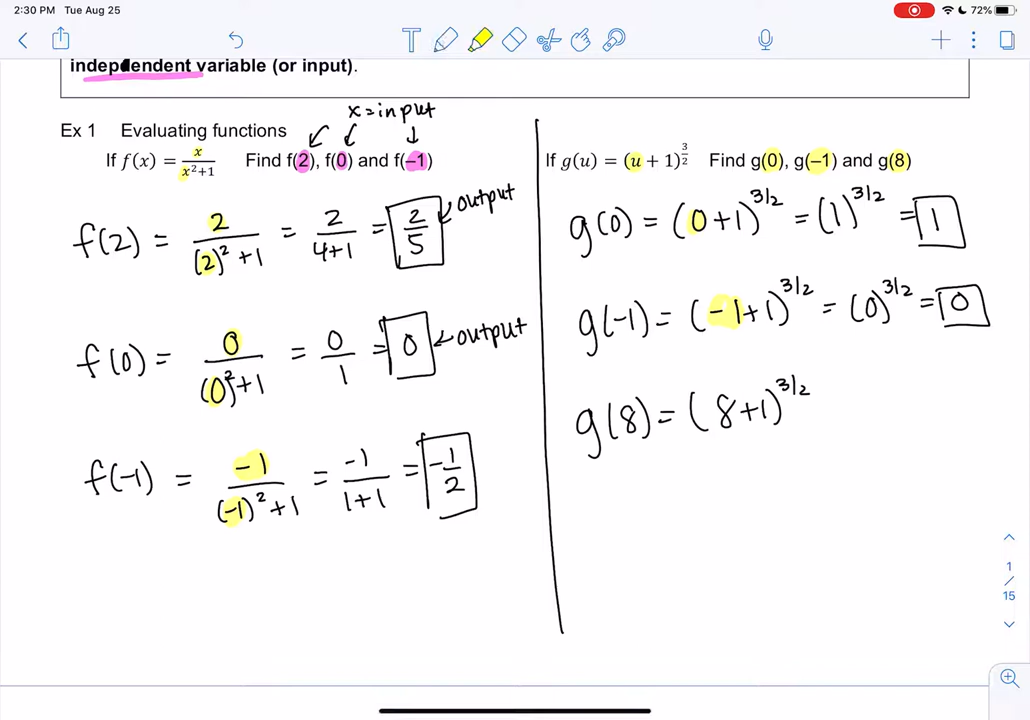 2:30 PM Tue Aug 25
72%
independent variable (or input).
x=input
Ex 1 Evaluating functions
If f(x) = x/x²+1 Find f(2), f(0) and f(−1)
f(2) = 2/(2)²+1 = 2/4+1 = 2/5 output
f(0) = 0/(0)²+1 = 0/1 = 0 output
f(-1) = -1/(-1)²+1 = -1/1+1 = -1/2
If g(u) = (u + 1)^3/2 Find g(0), g(−1) and g(8)
g(0) = (0+1)^3/2 = (1)^3/2 = 1
g(-1) = (-1+1)^3/2 = (0)^3/2 = 0
g(8) = (8+1)^3/2
1
/
15